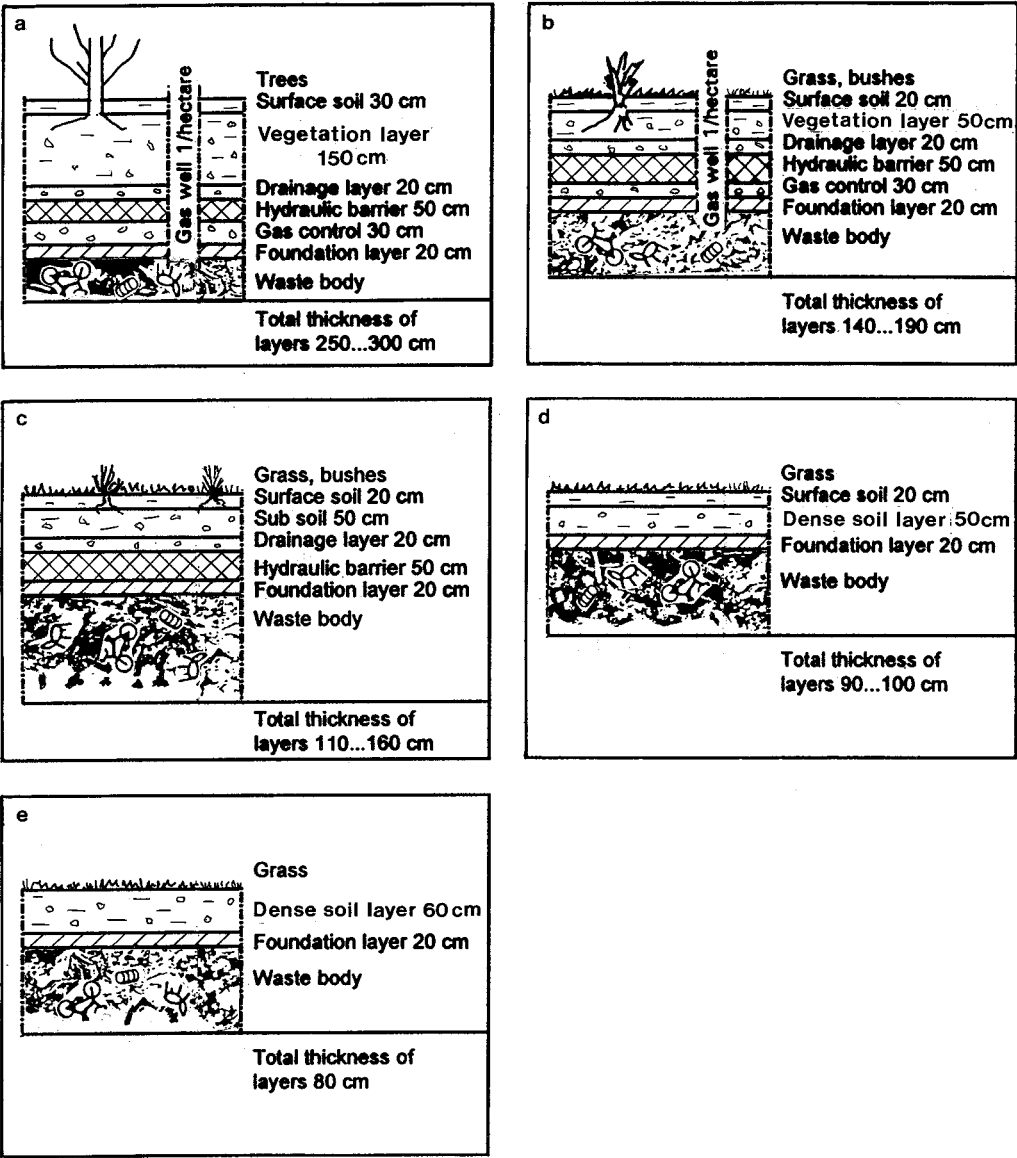 a
Gas well 1/hectare
Trees
Surface soil 30 cm
Vegetation layer
150 cm
Drainage layer 20 cm
Hydraulic barrier 50 cm
Gas control 30 cm
Foundation layer 20 cm
Waste body
Total thickness of
layers 250...300 cm
b
Gas well 1/hectare
Grass, bushes
Surface soil 20 cm
Vegetation layer 50cm
Drainage layer 20 cm
Hydraulic barrier 50 cm
Gas control 30 cm
Foundation layer 20 cm
Waste body
Total thickness of
layers 140...190 cm
c
Grass, bushes
Surface soil 20 cm
Sub soil 50 cm
Drainage layer 20 cm
Hydraulic barrier 50 cm
Foundation layer 20 cm
Waste body
Total thickness of
layers 110...160 cm
d
Grass
Surface soil 20 cm
Dense soil layer 50cm
Foundation layer 20 cm
Waste body
Total thickness of
layers 90...100 cm
e
Grass
Dense soil layer 60 cm
Foundation layer 20 cm
Waste body
Total thickness of
layers 80 cm